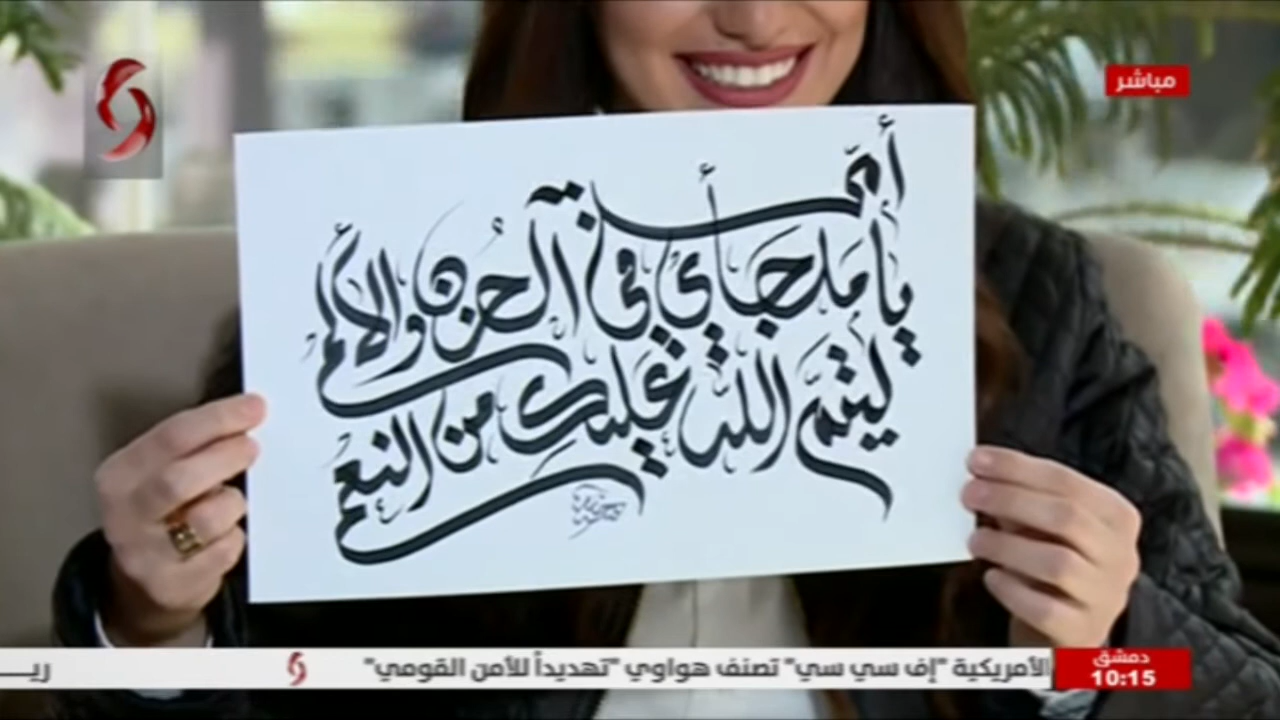 مباشر
أمي
يا ملجأي في الحزن والألم
ليتم الله عليك من النعم
الأمريكية "إف سي سي" تصنف هواوي "تهديداً للأمن القومي"
ريـ
دمشق
10:15